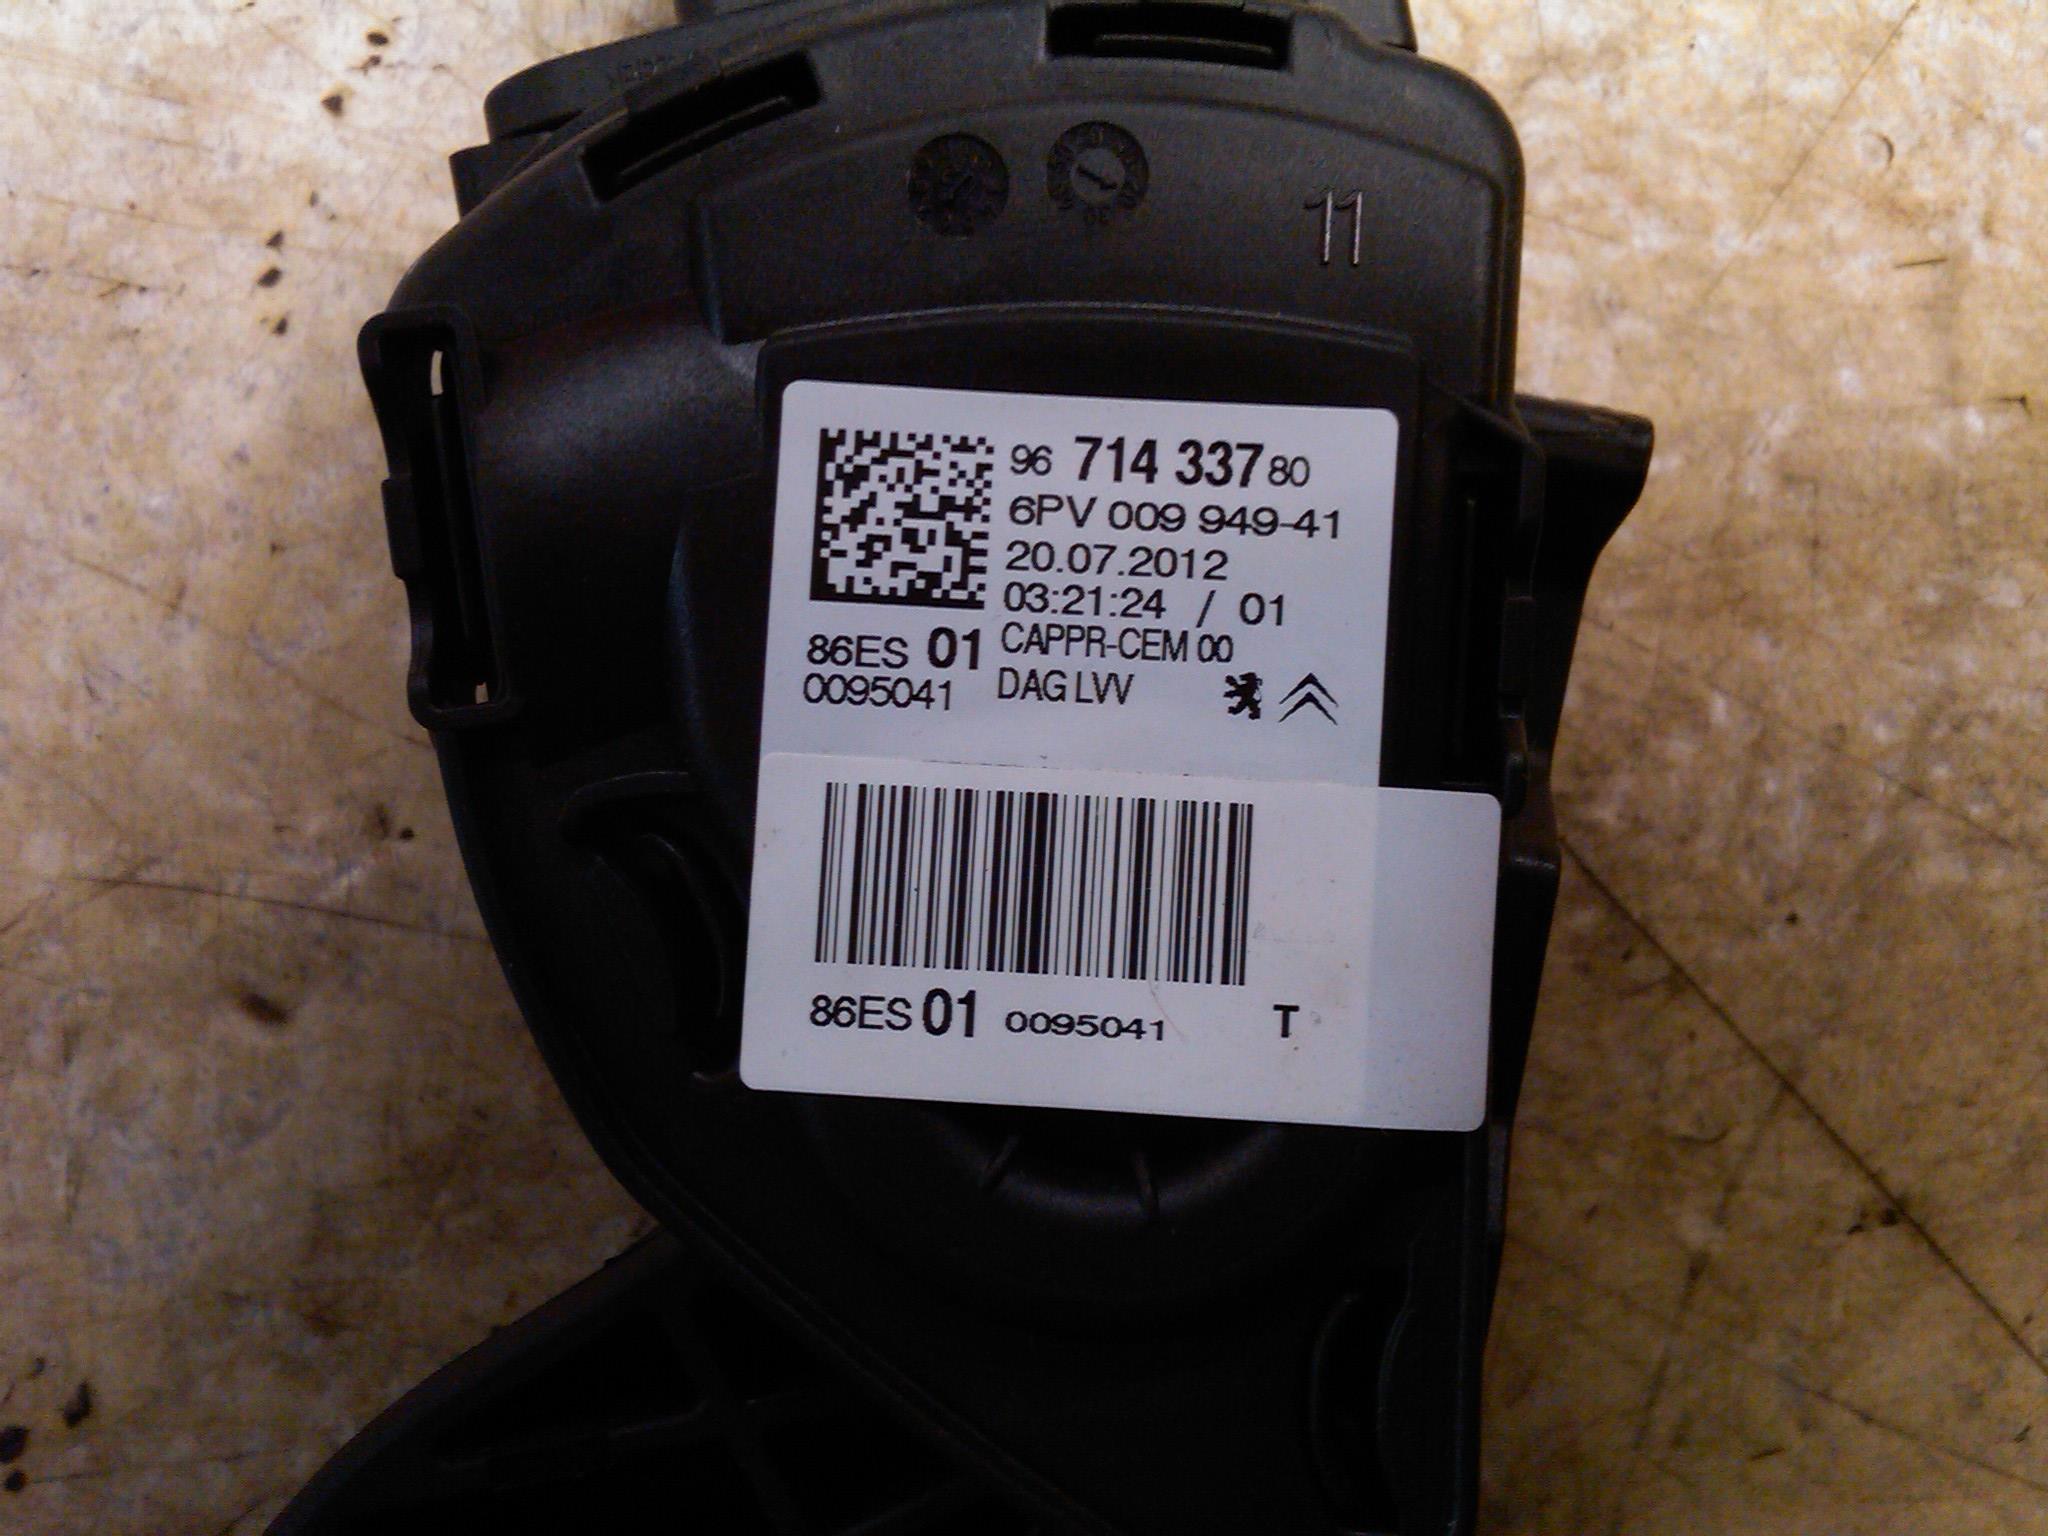 11
96 714 337 80
6PV 009 949-41
20.07.2012
03:21:24 / 01
86ES 01 CAPPR-CEM 00
0095041 DAG LVV
86ES 01 0095041 T